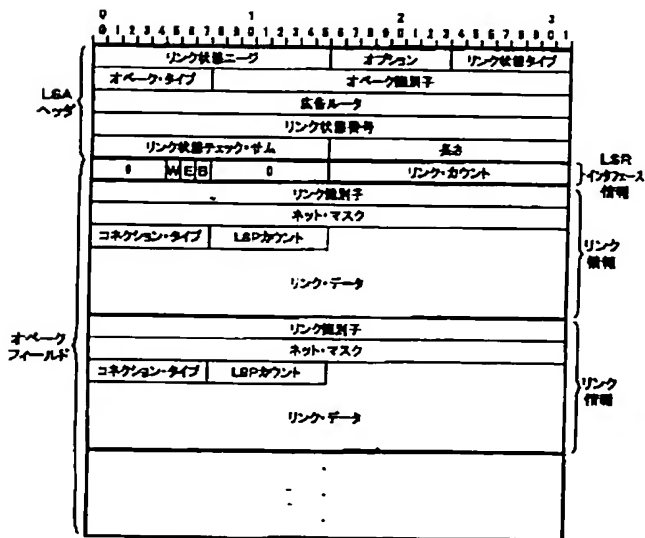 0 1 2 3
0 1 2 3 4 5 6 7 8 9 0 1 2 3 4 5 6 7 8 9 0 1 2 3 4 5 6 7 8 9 0 1
リンク状態エージ オプション リンク状態タイプ
オペーク・タイプ オペーク識別子
LSA
ヘッダ
広告ルータ
リンク状態番号
リンク状態チェック・サム 長さ
0 W E B 0 リンク・カウント
LSR
インタフェース
情報
リンク識別子
ネット・マスク
コネクション・タイプ LSPカウント
リンク・データ
リンク
情報
オペーク
フィールド
リンク識別子
ネット・マスク
コネクション・タイプ LSPカウント
リンク・データ
リンク
情報